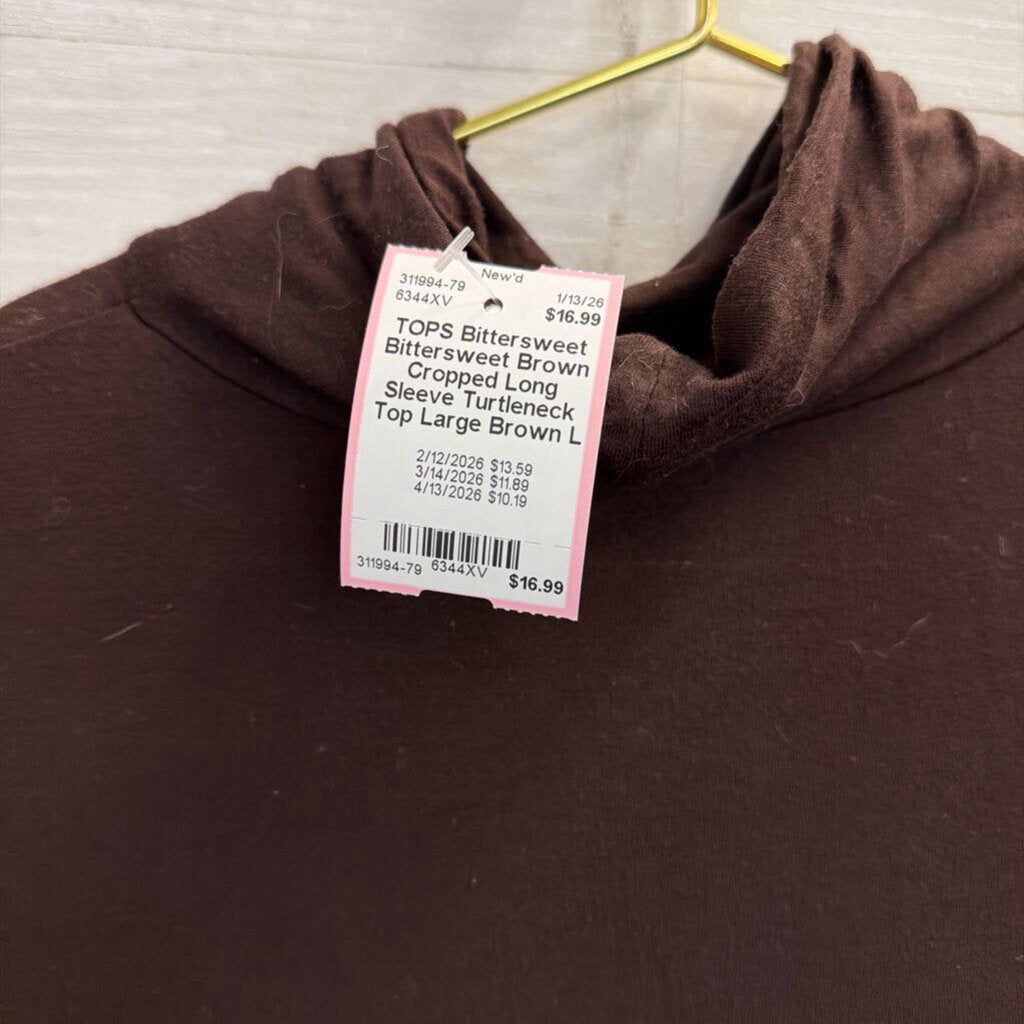 New'd
311994-79
6344XV
1/13/26
$16.99
TOPS Bittersweet
Bittersweet Brown
Cropped Long
Sleeve Turtleneck
Top Large Brown L
2/12/2026 $13.59
3/14/2026 $11.89
4/13/2026 $10.19
311994-79 6344XV $16.99